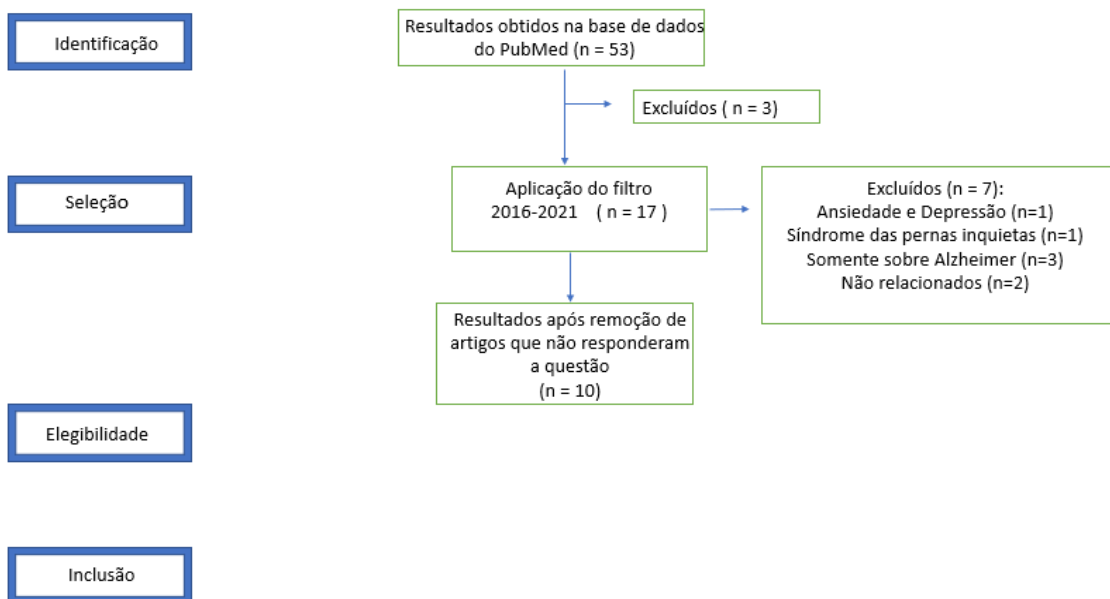 Identificação
Resultados obtidos na base de dados
do PubMed (n = 53)
Excluídos ( n = 3)
Seleção
Aplicação do filtro
2016-2021 ( n = 17 )
Excluídos (n = 7):
Ansiedade e Depressão (n=1)
Síndrome das pernas inquietas (n=1)
Somente sobre Alzheimer (n=3)
Não relacionados (n=2)
Resultados após remoção de
artigos que não responderam
a questão
(n = 10)
Elegibilidade
Inclusão